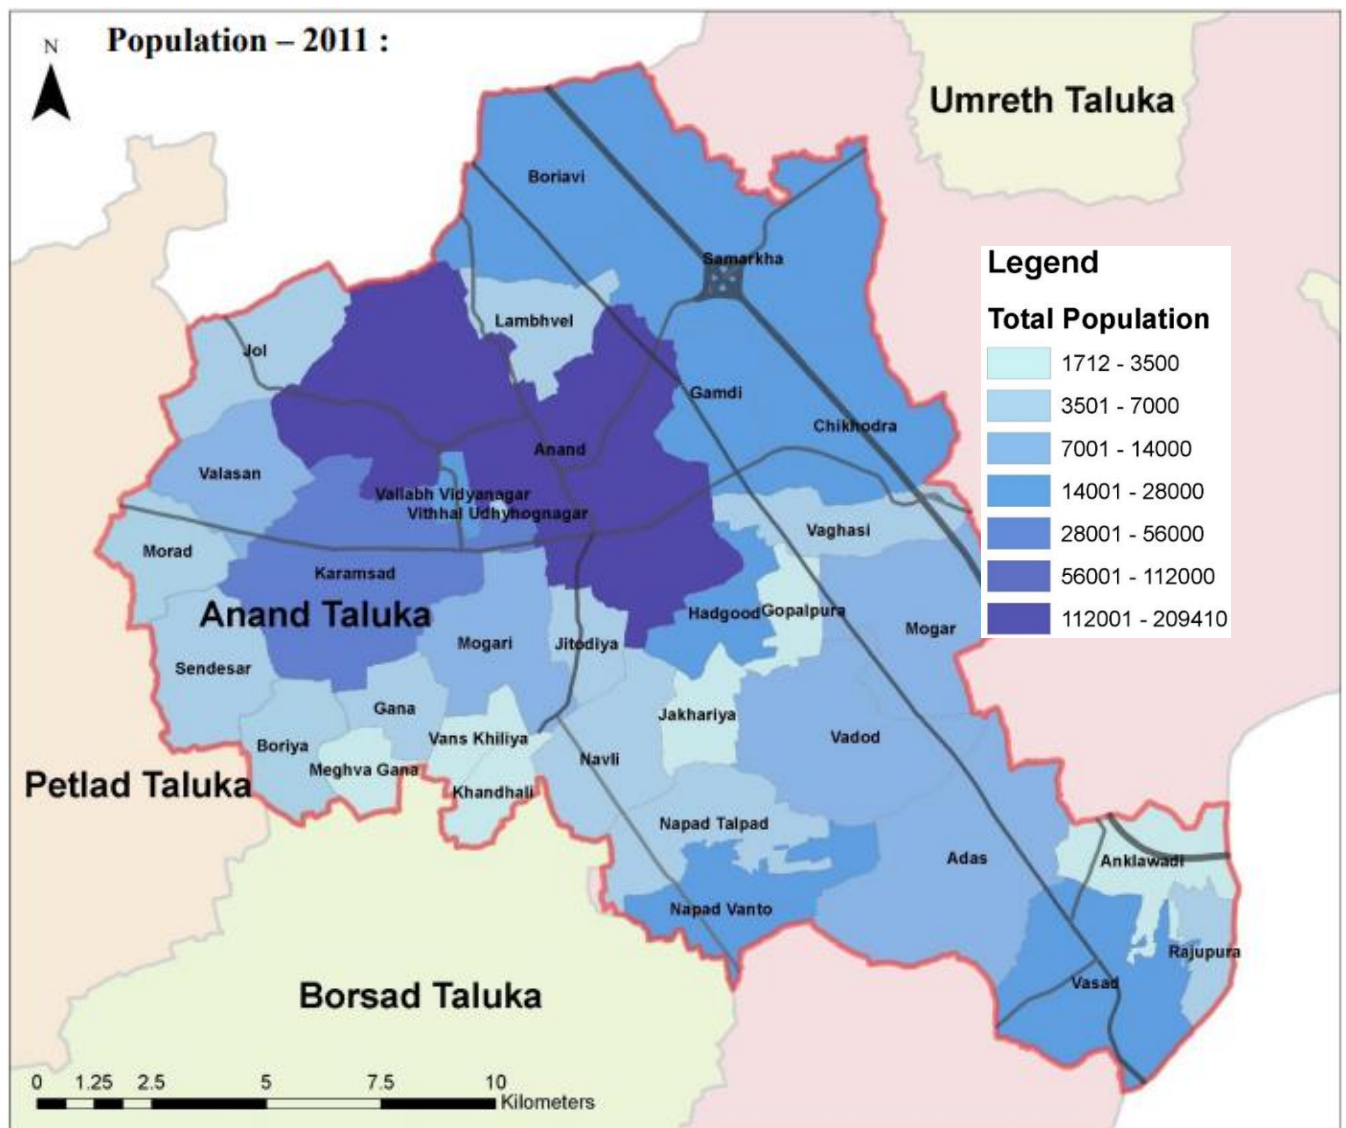 Population – 2011 :
N
Umreth Taluka
Boriavi
Samarkha
Legend
Total Population
1712 - 3500
3501 - 7000
7001 - 14000
14001 - 28000
28001 - 56000
56001 - 112000
112001 - 209410
Lambhvel
Jol
Gamdi
Chikhodra
Anand
Valasan
Vallabh Vidyanagar
Vithhal Udhyhognagar
Vaghasi
Morad
Karamsad
Anand Taluka
Hadgood
Gopalpura
Mogar
Mogari
Jitodiya
Sendesar
Gana
Jakhariya
Vans Khiliya
Vadod
Boriya
Navli
Meghva Gana
Petlad Taluka
Khandhali
Napad Talpad
Adas
Anklawadi
Napad Vanto
Rajupura
Vasad
Borsad Taluka
0 1.25 2.5 5 7.5 10
Kilometers